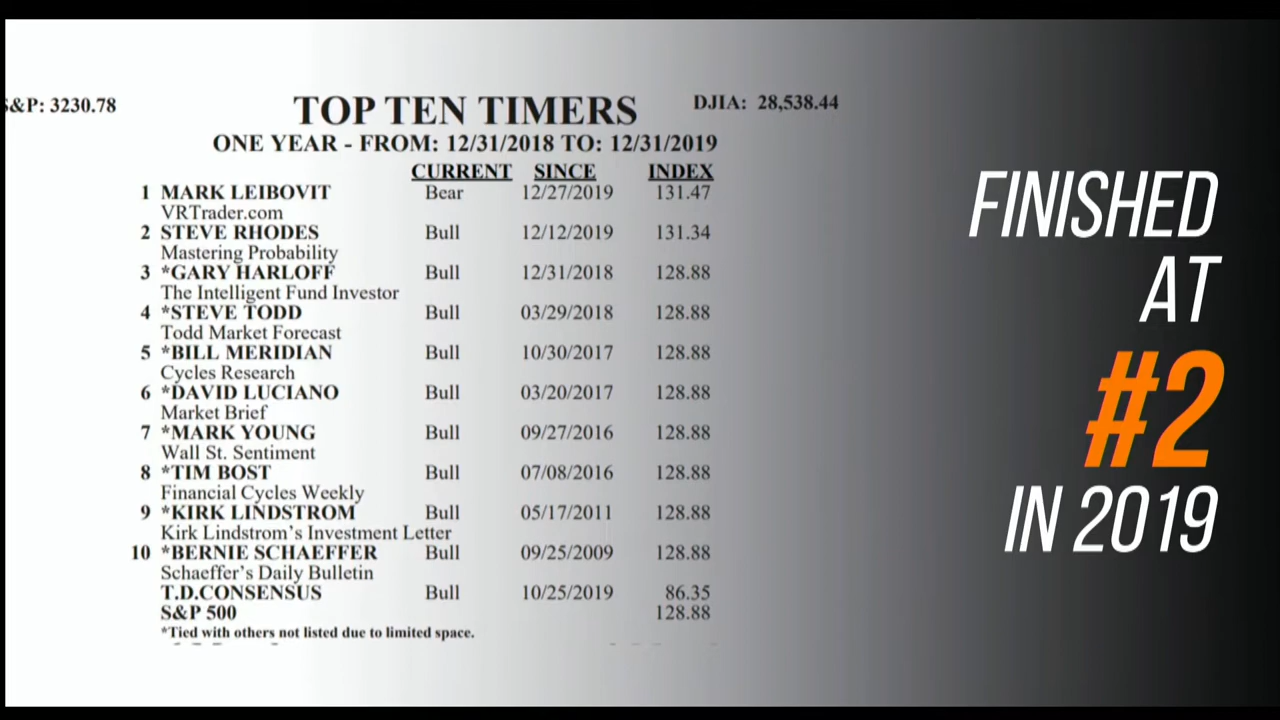 S&P: 3230.78
TOP TEN TIMERS
DJIA: 28,538.44
ONE YEAR - FROM: 12/31/2018 TO: 12/31/2019
CURRENT SINCE INDEX
1 MARK LEIBOVIT Bear 12/27/2019 131.47
VRTrader.com
2 STEVE RHODES Bull 12/12/2019 131.34
Mastering Probability
3 *GARY HARLOFF Bull 12/31/2018 128.88
The Intelligent Fund Investor
4 *STEVE TODD Bull 03/29/2018 128.88
Todd Market Forecast
5 *BILL MERIDIAN Bull 10/30/2017 128.88
Cycles Research
6 *DAVID LUCIANO Bull 03/20/2017 128.88
Market Brief
7 *MARK YOUNG Bull 09/27/2016 128.88
Wall St. Sentiment
8 *TIM BOST Bull 07/08/2016 128.88
Financial Cycles Weekly
9 *KIRK LINDSTROM Bull 05/17/2011 128.88
Kirk Lindstrom's Investment Letter
10 *BERNIE SCHAEFFER Bull 09/25/2009 128.88
Schaeffer's Daily Bulletin
T.D.CONSENSUS Bull 10/25/2019 86.35
S&P 500 128.88
*Tied with others not listed due to limited space.
FINISHED
AT
#2
IN 2019